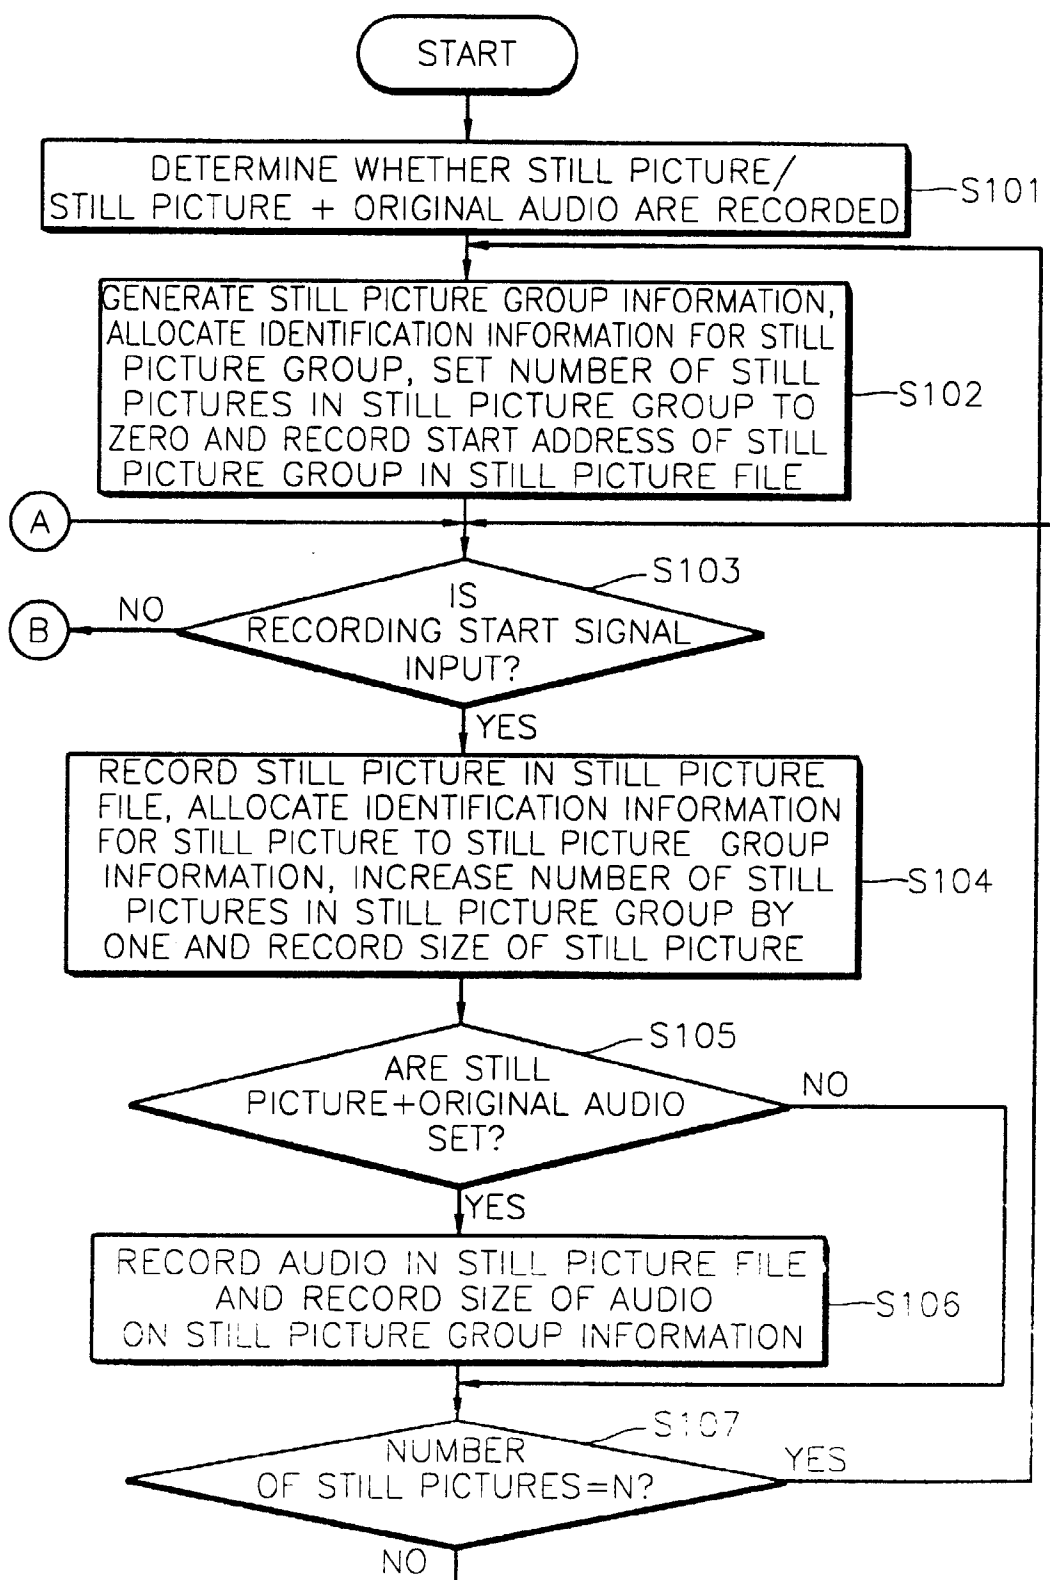 START
DETERMINE WHETHER STILL PICTURE/
STILL PICTURE + ORIGINAL AUDIO ARE RECORDED
S101
GENERATE STILL PICTURE GROUP INFORMATION,
ALLOCATE IDENTIFICATION INFORMATION FOR STILL
PICTURE GROUP, SET NUMBER OF STILL
PICTURES IN STILL PICTURE GROUP TO
ZERO AND RECORD START ADDRESS OF STILL
PICTURE GROUP IN STILL PICTURE FILE
S102
A
S103
IS
RECORDING START SIGNAL
INPUT?
NO
B
YES
RECORD STILL PICTURE IN STILL PICTURE
FILE, ALLOCATE IDENTIFICATION INFORMATION
FOR STILL PICTURE TO STILL PICTURE GROUP
INFORMATION, INCREASE NUMBER OF STILL
PICTURES IN STILL PICTURE GROUP BY
ONE AND RECORD SIZE OF STILL PICTURE
S104
S105
ARE STILL
PICTURE+ORIGINAL AUDIO
SET?
NO
YES
RECORD AUDIO IN STILL PICTURE FILE
AND RECORD SIZE OF AUDIO
ON STILL PICTURE GROUP INFORMATION
S106
S107
NUMBER
OF STILL PICTURES=N?
YES
NO